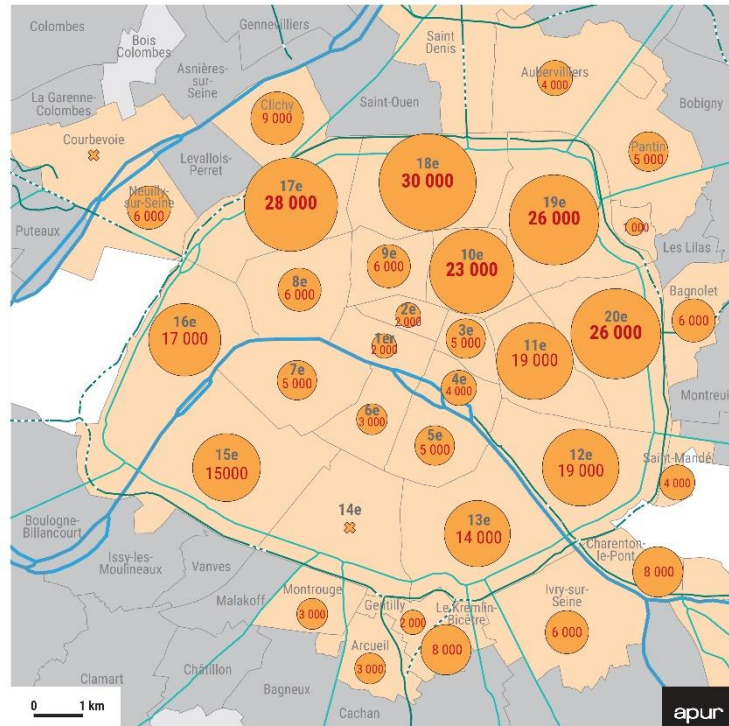 Colombes
Bois
Colombes
Gennevilliers
Asnières-
sur-
Seine
La Garenne-
Colombes
Courbevoie
Clichy
9 000
Saint
Denis
Saint-Ouen
Aubervilliers
4 000
Bobigny
Levallois-
Perret
Pantin
5 000
Neuilly-
sur-Seine
6 000
Puteaux
17e
28 000
18e
30 000
19e
26 000
1 000
Les Lilas
9e
6 000
10e
23 000
8e
6 000
Bagnolet
6 000
16e
17 000
2e
2 000
1er
2 000
3e
5 000
11e
19 000
20e
26 000
7e
5 000
4e
4 000
Montreuil
6e
3 000
5e
5 000
15e
15000
12e
19 000
Saint-Mandé
4 000
14e
13e
14 000
Boulogne-
Billancourt
Issy-les-
Moulineaux
Vanves
Charenton-
le-Pont
8 000
Malakoff
Montrouge
3 000
Gentilly
2 000
Le Kremlin-
Bicêtre
8 000
Ivry-sur-
Seine
6 000
Arcueil
3 000
Châtillon
Clamart
Bagneux
Cachan
0 1 km
apur